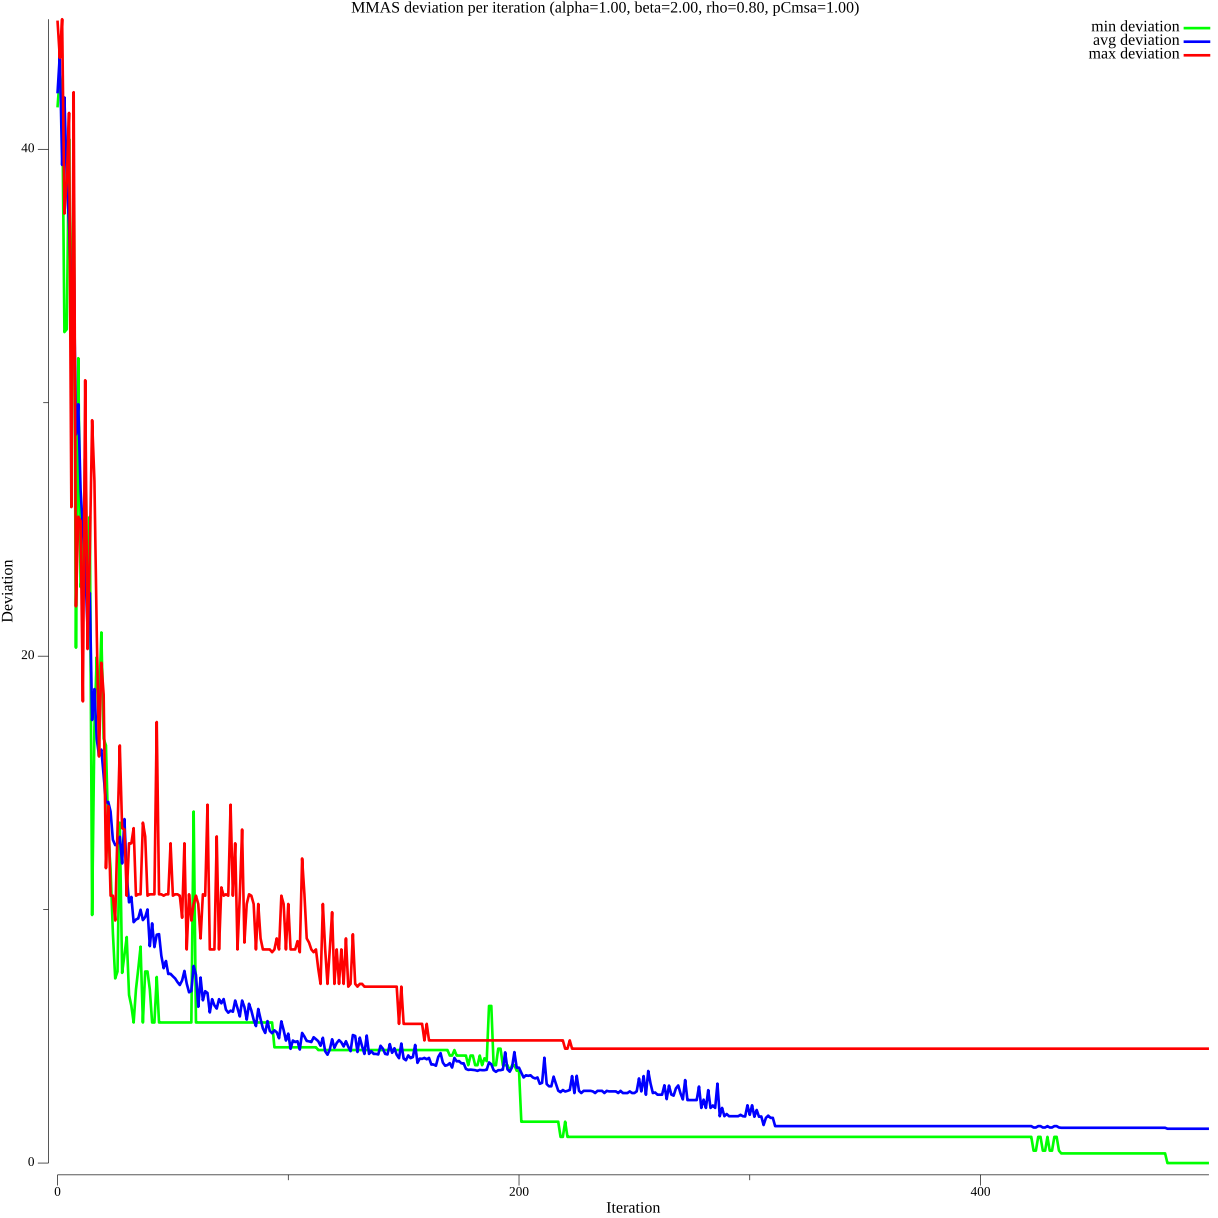 MMAS deviation per iteration (alpha=1.00, beta=2.00, rho=0.80, pCmsa=1.00)
min deviation
avg deviation
max deviation
40
20
0
Deviation
0
200
400
Iteration